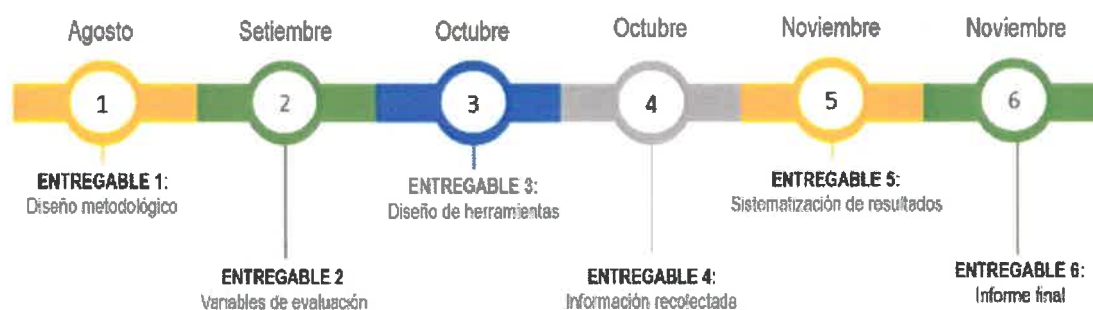 Agosto
Setiembre
Octubre
Octubre
Noviembre
Noviembre
1
2
3
4
5
6
ENTREGABLE 1:
Diseño metodológico
ENTREGABLE 2
Variables de evaluación
ENTREGABLE 3:
Diseño de herramientas
ENTREGABLE 4:
Información recolectada
ENTREGABLE 5:
Sistematización de resultados
ENTREGABLE 6:
Informe final